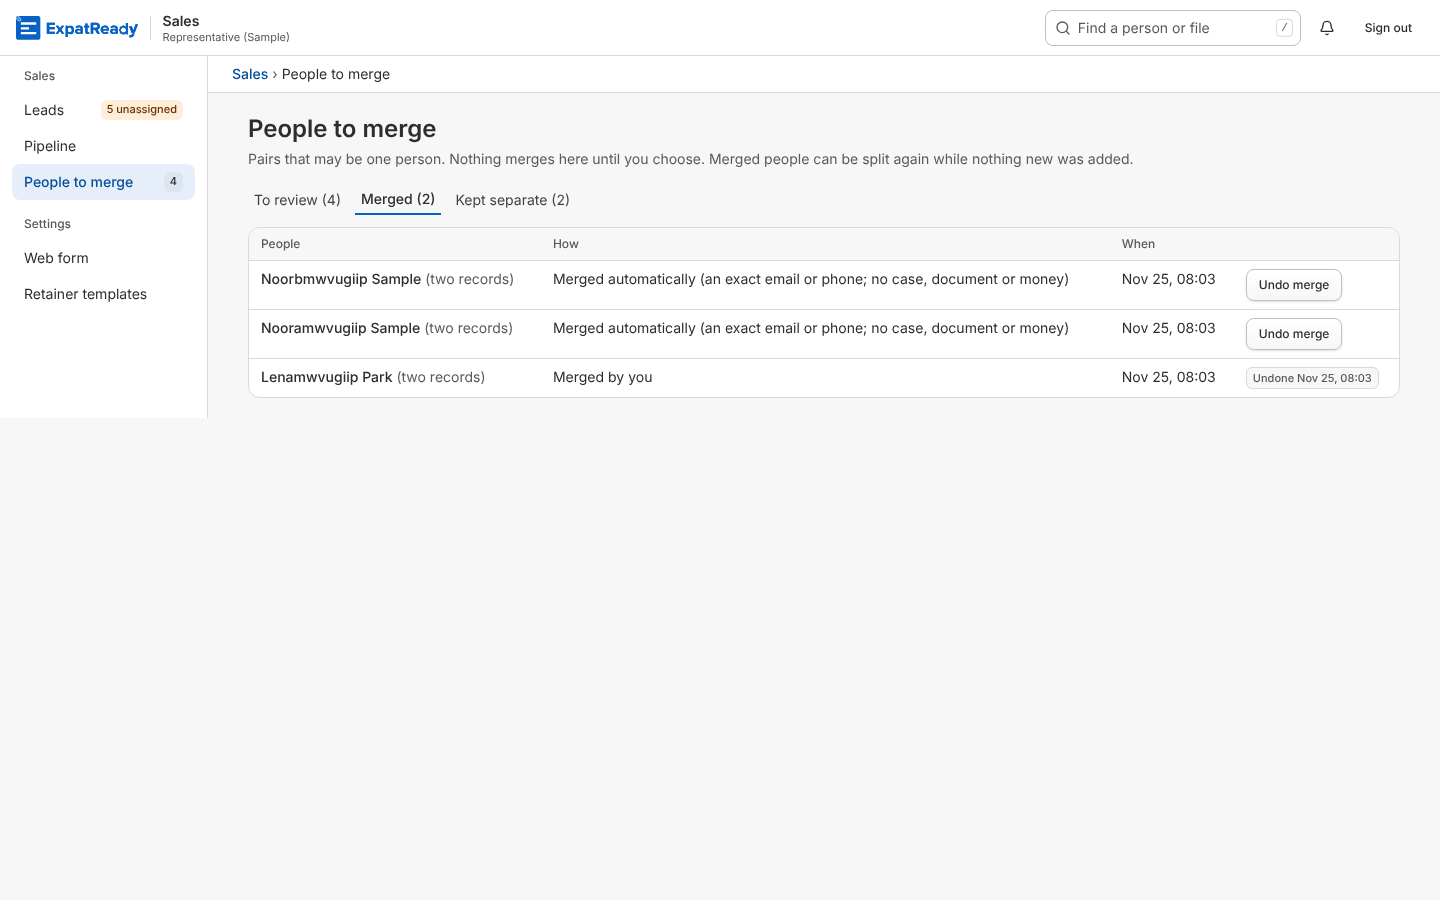 ExpatReady
Sales
Representative (Sample)
Find a person or file
/
Sign out
Sales
Leads
5 unassigned
Pipeline
People to merge
4
Settings
Web form
Retainer templates
Sales › People to merge
People to merge
Pairs that may be one person. Nothing merges here until you choose. Merged people can be split again while nothing new was added.
To review (4)
Merged (2)
Kept separate (2)
People
How
When
Noorbmwvugiip Sample (two records)
Merged automatically (an exact email or phone; no case, document or money)
Nov 25, 08:03
Undo merge
Nooramwvugiip Sample (two records)
Merged automatically (an exact email or phone; no case, document or money)
Nov 25, 08:03
Undo merge
Lenamwvugiip Park (two records)
Merged by you
Nov 25, 08:03
Undone Nov 25, 08:03